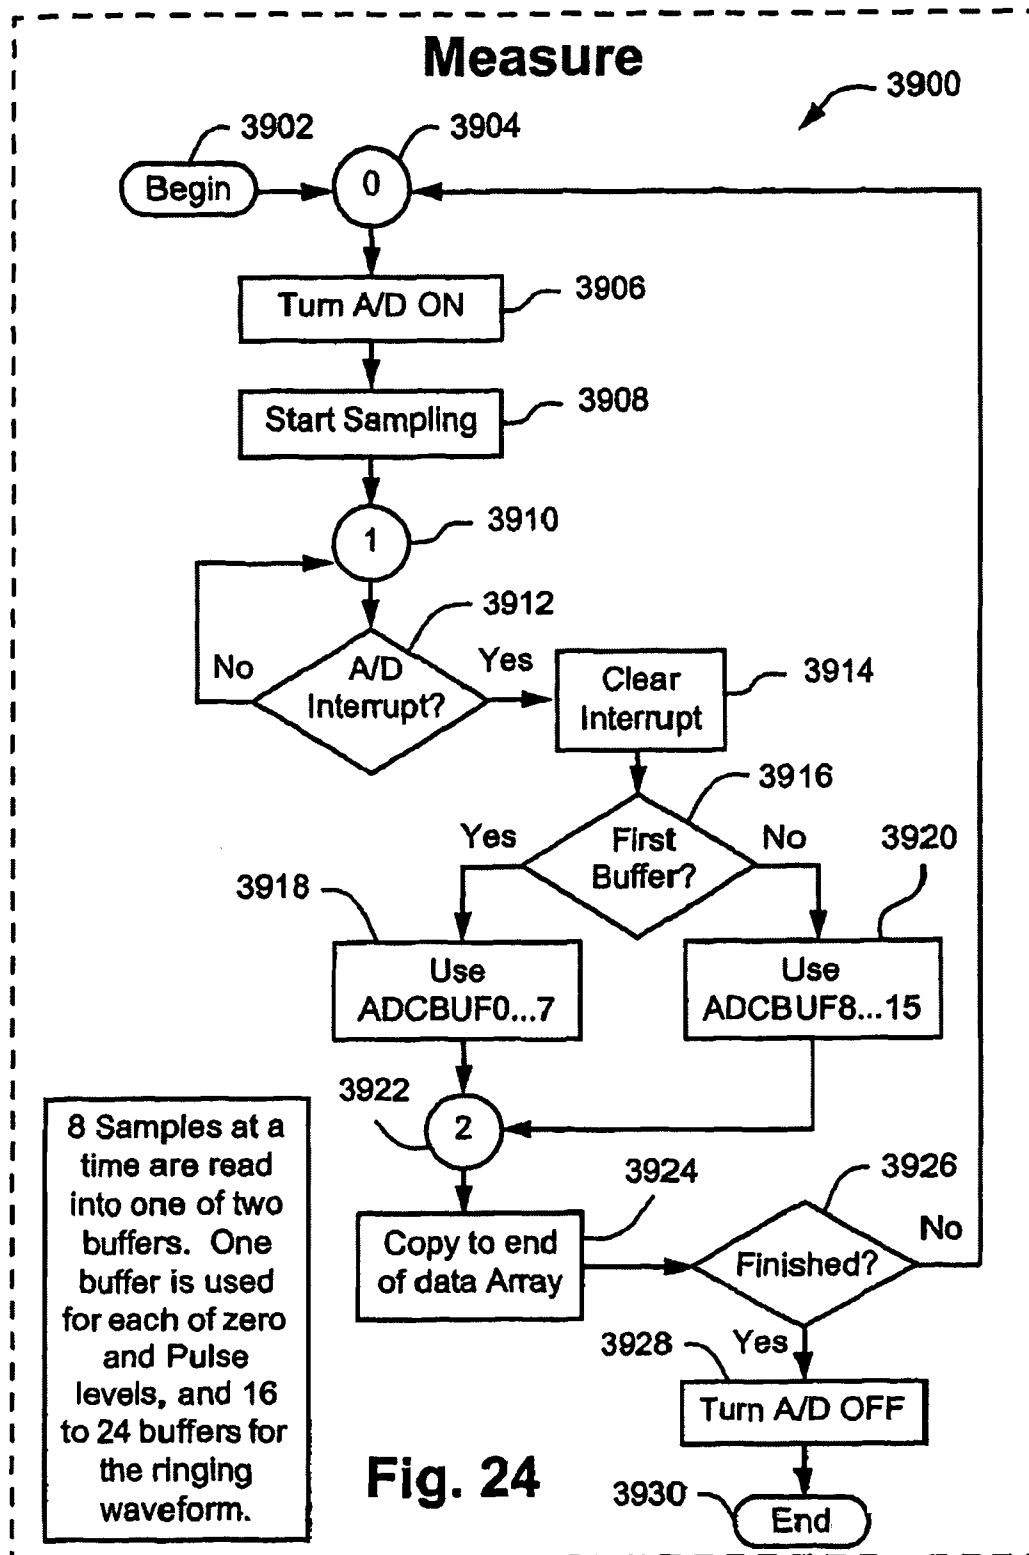 Measure
3900
3902
3904
Begin
0
Turn A/D ON
3906
Start Sampling
3908
1
3910
3912
No
A/D
Interrupt?
Yes
Clear
Interrupt
3914
3916
Yes
First
Buffer?
No
3918
3920
Use
ADCBUF0...7
Use
ADCBUF8...15
3922
2
3924
3926
Copy to end
of data Array
Finished?
No
Yes
3928
Turn A/D OFF
3930
End
8 Samples at a
time are read
into one of two
buffers. One
buffer is used
for each of zero
and Pulse
levels, and 16
to 24 buffers for
the ringing
waveform.
Fig. 24